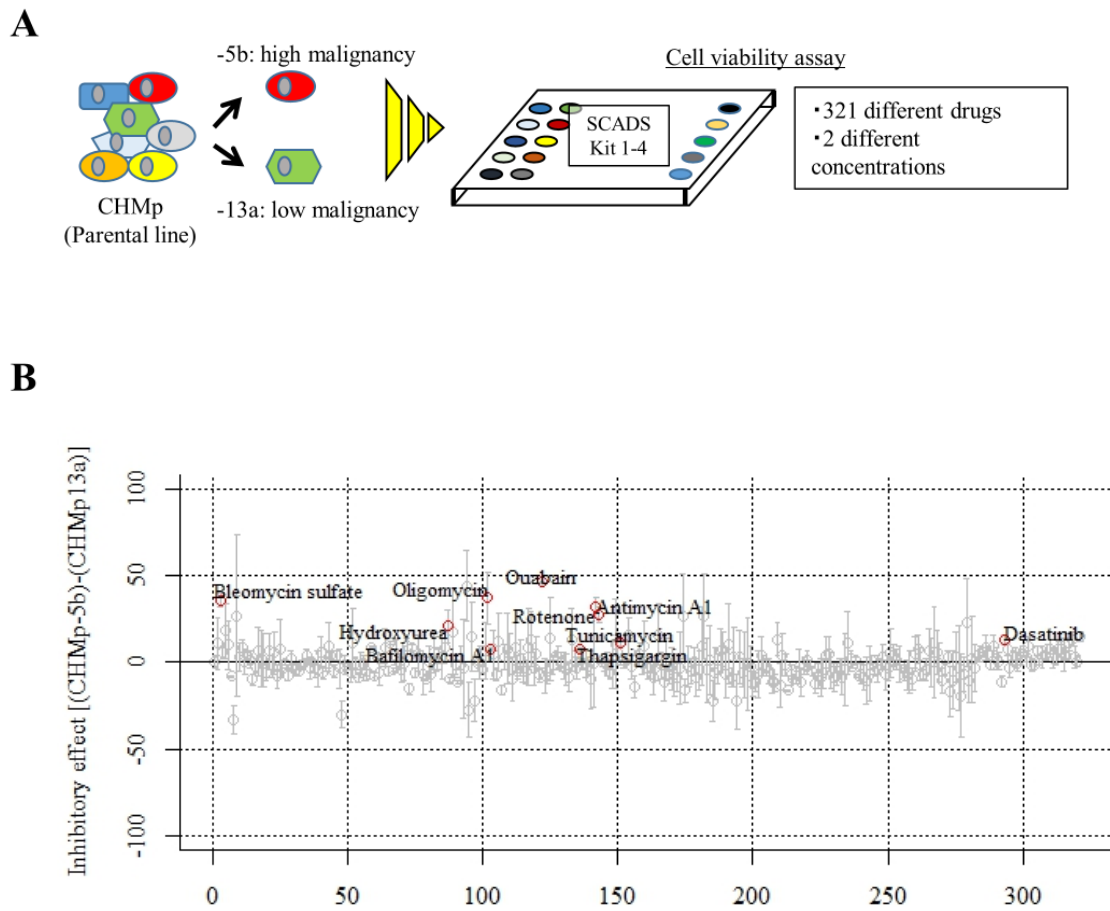 A
-5b: high malignancy
-13a: low malignancy
CHMp
(Parental line)
Cell viability assay
SCADS
Kit 1-4
・321 different drugs
・2 different
concentrations
B
Inhibitory effect [(CHMp-5b)-(CHMp13a)]
100
50
0
-50
-100
Bleomycin sulfate
Oligomycin
Ouabain
Hydroxyurea
Rotenone
Antimycin A1
Bafilomycin A1
Tunicamycin
Thapsigargin
Dasatinib
0 50 100 150 200 250 300